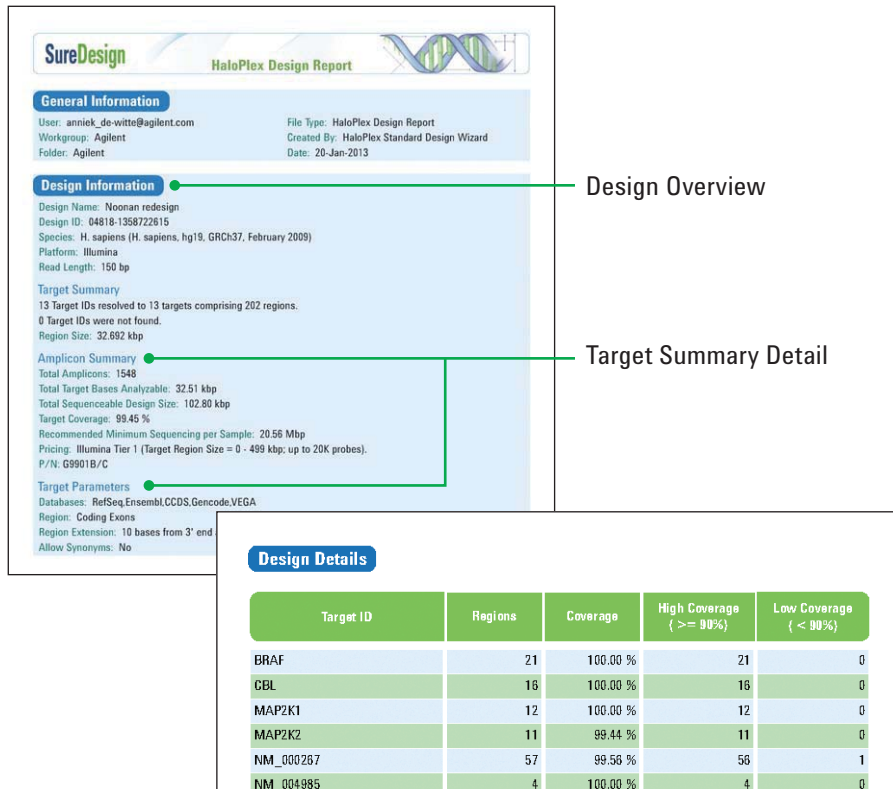 SureDesign
HaloPlex Design Report
General Information
User: anniek_de-witte@agilent.com
Workgroup: Agilent
Folder: Agilent
File Type: HaloPlex Design Report
Created By: HaloPlex Standard Design Wizard
Date: 20-Jan-2013
Design Information
Design Overview
Design Name: Noonan redesign
Design ID: 04818-1358722615
Species: H. sapiens (H. sapiens, hg19, GRCh37, February 2009)
Platform: Illumina
Read Length: 150 bp
Target Summary
13 Target IDs resolved to 13 targets comprising 202 regions.
0 Target IDs were not found.
Region Size: 32.692 kbp
Amplicon Summary
Target Summary Detail
Total Amplicons: 1548
Total Target Bases Analyzable: 32.51 kbp
Total Sequenceable Design Size: 102.80 kbp
Target Coverage: 99.45 %
Recommended Minimum Sequencing per Sample: 20.56 Mbp
Pricing: Illumina Tier 1 (Target Region Size = 0 - 499 kbp; up to 20K probes).
P/N: G9901B/C
Target Parameters
Databases: RefSeq,Ensembl,CCDS,Gencode,VEGA
Region: Coding Exons
Region Extension: 10 bases from 3' end
Allow Synonyms: No
Design Details
Target ID Regions Coverage High Coverage ( >= 90%) Low Coverage ( < 90%)
BRAF 21 100.00 % 21 0
CBL 16 100.00 % 16 0
MAP2K1 12 100.00 % 12 0
MAP2K2 11 99.44 % 11 0
NM_000267 57 99.56 % 56 1
NM_004985 4 100.00 % 4 0